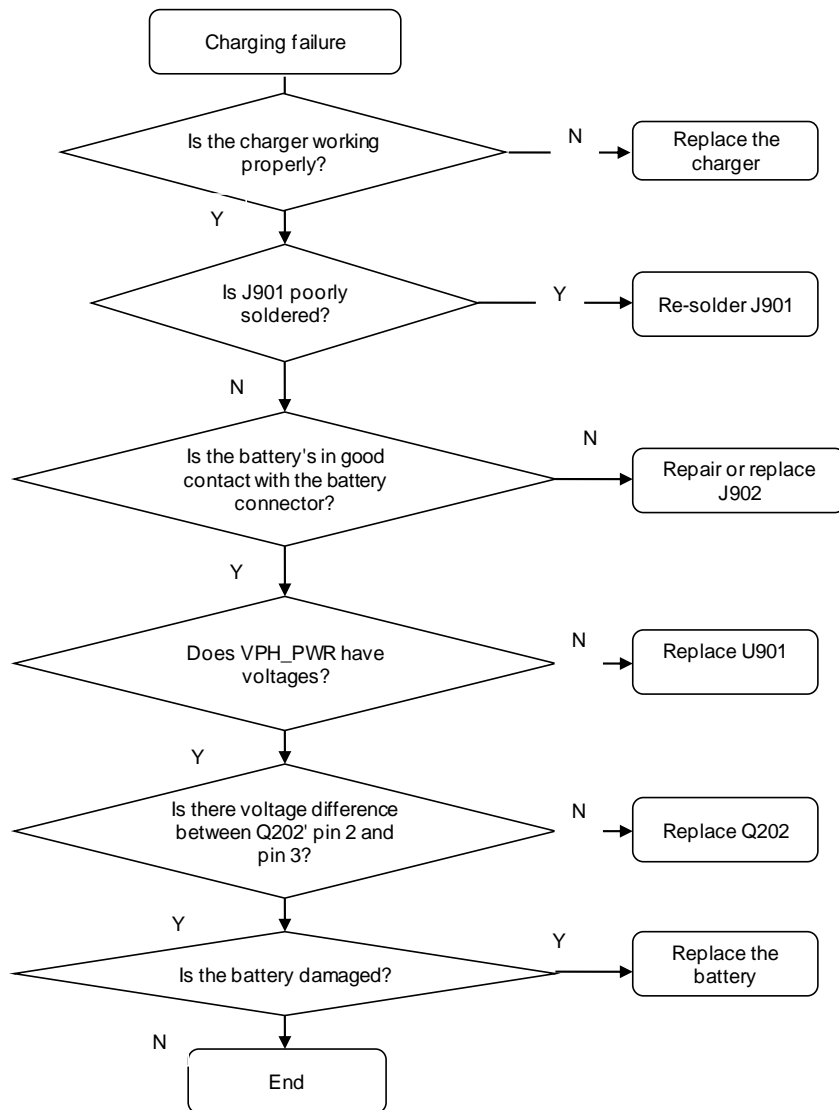 Charging failure
Is the charger working
properly?
N
Replace the
charger
Y
Is J901 poorly
soldered?
Y
Re-solder J901
N
Is the battery's in good
contact with the battery
connector?
N
Repair or replace
J902
Y
Does VPH_PWR have
voltages?
N
Replace U901
Y
Is there voltage difference
between Q202' pin 2 and
pin 3?
N
Replace Q202
Y
Is the battery damaged?
Y
Replace the
battery
N
End